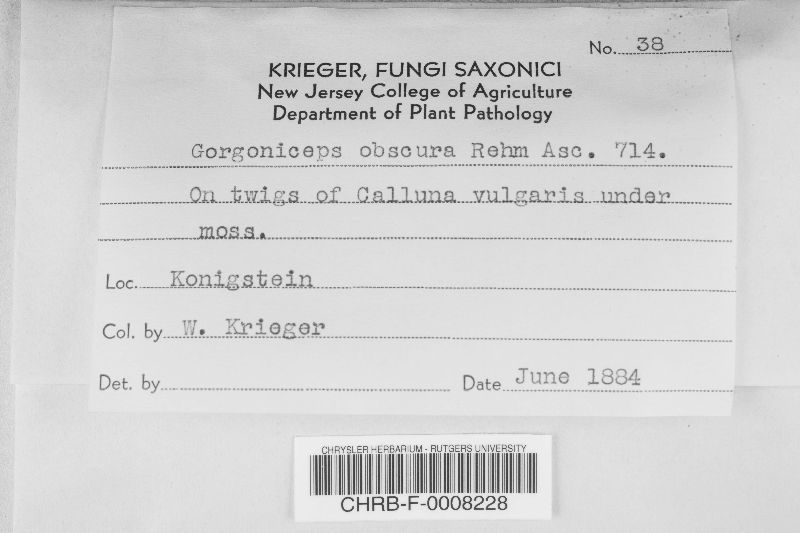 No. 38
KRIEGER, FUNGI SAXONICI
New Jersey College of Agriculture
Department of Plant Pathology
Gorgoniceps obscura Rehm Asc. 714.
On twigs of Calluna vulgaris under
moss.
Loc. Konigstein
Col. by W. Krieger
Det. by
Date June 1884
CHRYSLER HERBARIUM - RUTGERS UNIVERSITY
CHRB-F-0008228